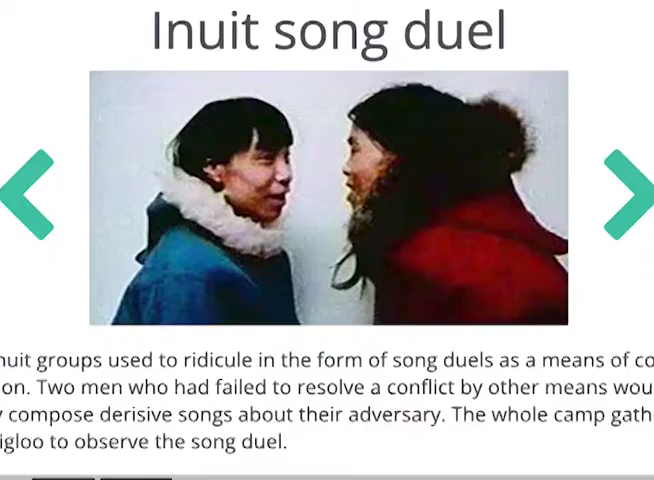 Inuit song duel
nuit groups used to ridicule in the form of song duels as a means of co
on. Two men who had failed to resolve a conflict by other means wou
y compose derisive songs about their adversary. The whole camp gath
igloo to observe the song duel.